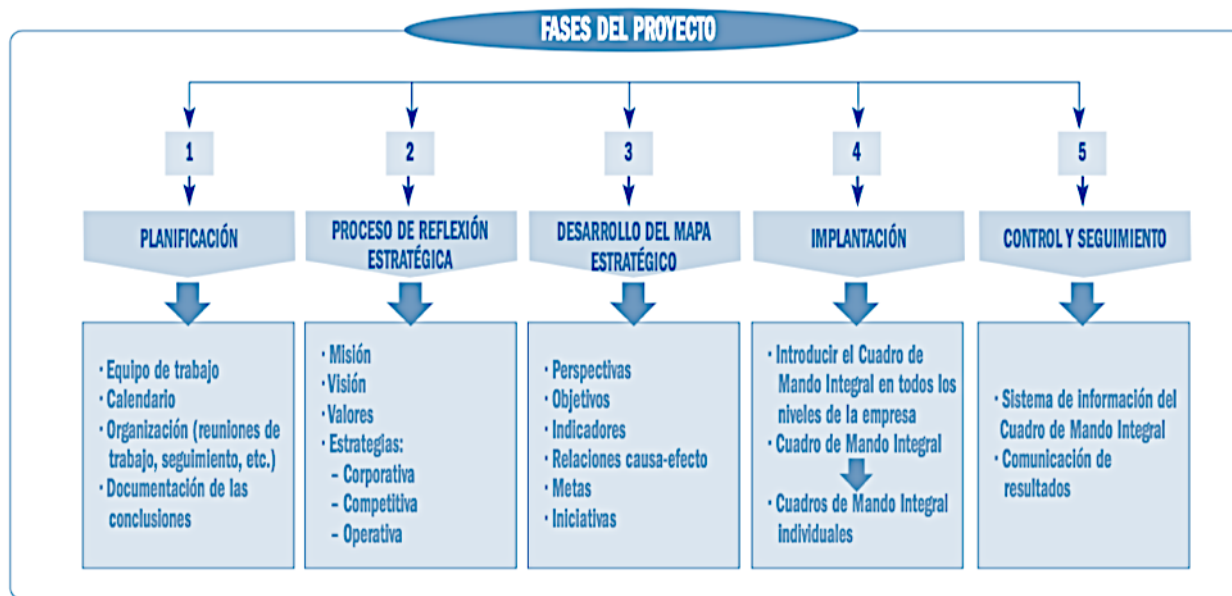 FASES DEL PROYECTO
1
PLANIFICACIÓN
· Equipo de trabajo
· Calendario
· Organización (reuniones de
trabajo, seguimiento, etc.)
· Documentación de las
conclusiones
2
PROCESO DE REFLEXIÓN
ESTRATÉGICA
· Misión
· Visión
· Valores
· Estrategias:
– Corporativa
– Competitiva
– Operativa
3
DESARROLLO DEL MAPA
ESTRATÉGICO
· Perspectivas
· Objetivos
· Indicadores
· Relaciones causa-efecto
· Metas
· Iniciativas
4
IMPLANTACIÓN
· Introducir el Cuadro de
Mando Integral en todos los
niveles de la empresa
· Cuadro de Mando Integral
· Cuadros de Mando Integral
individuales
5
CONTROL Y SEGUIMIENTO
· Sistema de información del
Cuadro de Mando Integral
· Comunicación de
resultados